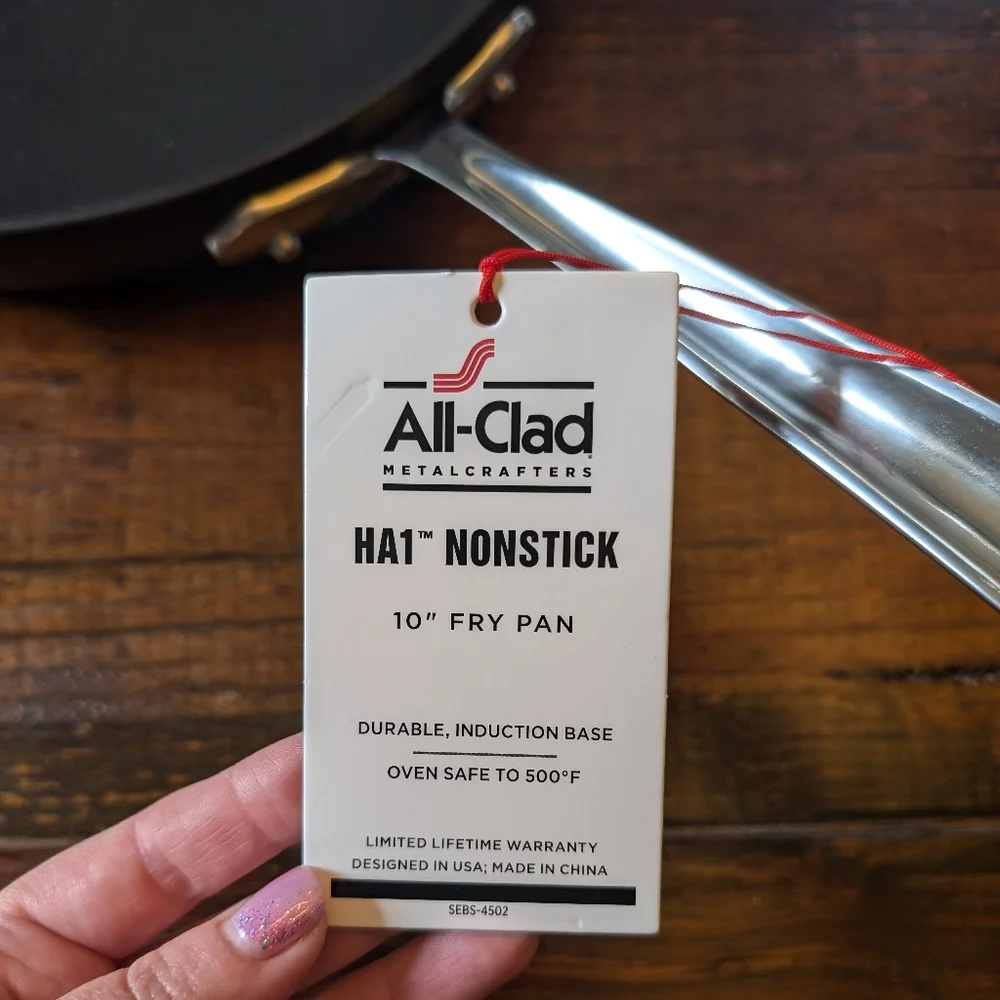 All-Clad
METALCRAFTERS
HA1™ NONSTICK
10" FRY PAN
DURABLE, INDUCTION BASE
OVEN SAFE TO 500°F
LIMITED LIFETIME WARRANTY
DESIGNED IN USA; MADE IN CHINA
SEBS-4502